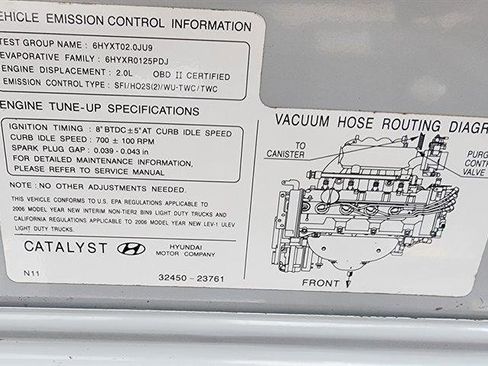 VEHICLE EMISSION CONTROL INFORMATION
TEST GROUP NAME : 6HYXT02.0JU9
EVAPORATIVE FAMILY : 6HYXR0125PDJ
ENGINE DISPLACEMENT : 2.0L OBD II CERTIFIED
EMISSION CONTROL TYPE : SFI/HO2S(2)/WU-TWC/TWC
ENGINE TUNE-UP SPECIFICATIONS
IGNITION TIMING : 8°BTDC±5°AT CURB IDLE SPEED
CURB IDLE SPEED : 700 ± 100 RPM
SPARK PLUG GAP : 0.039 - 0.043 in
FOR DETAILED MAINTENANCE INFORMATION,
PLEASE REFER TO SERVICE MANUAL
NOTE : NO OTHER ADJUSTMENTS NEEDED.
THIS VEHICLE CONFORMS TO U.S. EPA REGULATIONS APPLICABLE TO
2006 MODEL YEAR NEW INTERIM NON-TIER2 BIN9 LIGHT DUTY TRUCKS AND
CALIFORNIA REGULATIONS APPLICABLE TO 2006 MODEL YEAR NEW LEV-1 ULEV
LIGHT DUTY TRUCKS.
CATALYST HYUNDAI
MOTOR COMPANY
N11 32450-23761
VACUUM HOSE ROUTING DIAGR
TO
CANISTER
PURG
CONT
VALVE
FRONT